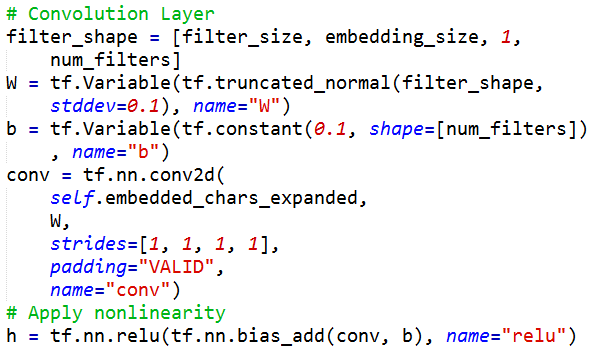 # Convolution Layer
filter_shape = [filter_size, embedding_size, 1,
    num_filters]
W = tf.Variable(tf.truncated_normal(filter_shape,
    stddev=0.1), name="W")
b = tf.Variable(tf.constant(0.1, shape=[num_filters])
    , name="b")
conv = tf.nn.conv2d(
    self.embedded_chars_expanded,
    W,
    strides=[1, 1, 1, 1],
    padding="VALID",
    name="conv")
# Apply nonlinearity
h = tf.nn.relu(tf.nn.bias_add(conv, b), name="relu")